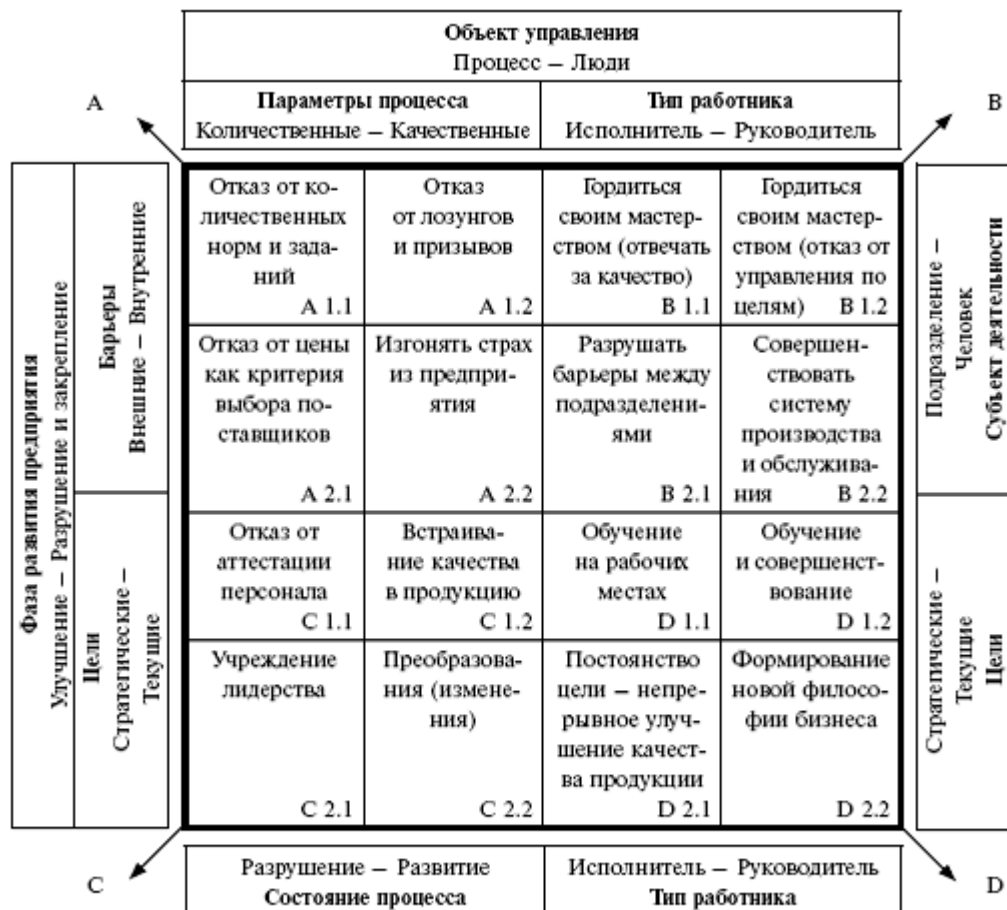 Объект управления
Процесс – Люди
A
Параметры процесса
Количественные – Качественные
Тип работника
Исполнитель – Руководитель
B
Фаза развития предприятия
Улучшение – Разрушение и закрепление
Барьеры
Внешние – Внутренние
Отказ от ко-
личественных
норм и зада-
ний
A 1.1
Отказ
от лозунгов
и призывов
A 1.2
Гордиться
своим мастер-
ством (отвечать
за качество)
B 1.1
Гордиться
своим мастер-
ством (отказ от
управления по
целям) B 1.2
Подразделение –
Человек
Субъект деятельности
Отказ от цены
как критерия
выбора по-
ставщиков
A 2.1
Изгонять страх
из предпри-
ятия
A 2.2
Разрушать
барьеры между
подразделени-
ями
B 2.1
Совершен-
ствовать
систему
производства
и обслужива-
ния B 2.2
Цели
Стратегические –
Текущие
Отказ от
аттестации
персонала
C 1.1
Встраива-
ние качества
в продукцию
C 1.2
Обучение
на рабочих
местах
D 1.1
Обучение
и совершенст-
вование
D 1.2
Стратегические –
Текущие
Цели
Учреждение
лидерства
C 2.1
Преобразова-
ния (измене-
ния)
C 2.2
Постоянство
цели – непре-
рывное улуч-
шение качест-
ва продукции
D 2.1
Формирование
новой филосо-
фии бизнеса
D 2.2
C
Разрушение – Развитие
Состояние процесса
Исполнитель – Руководитель
Тип работника
D